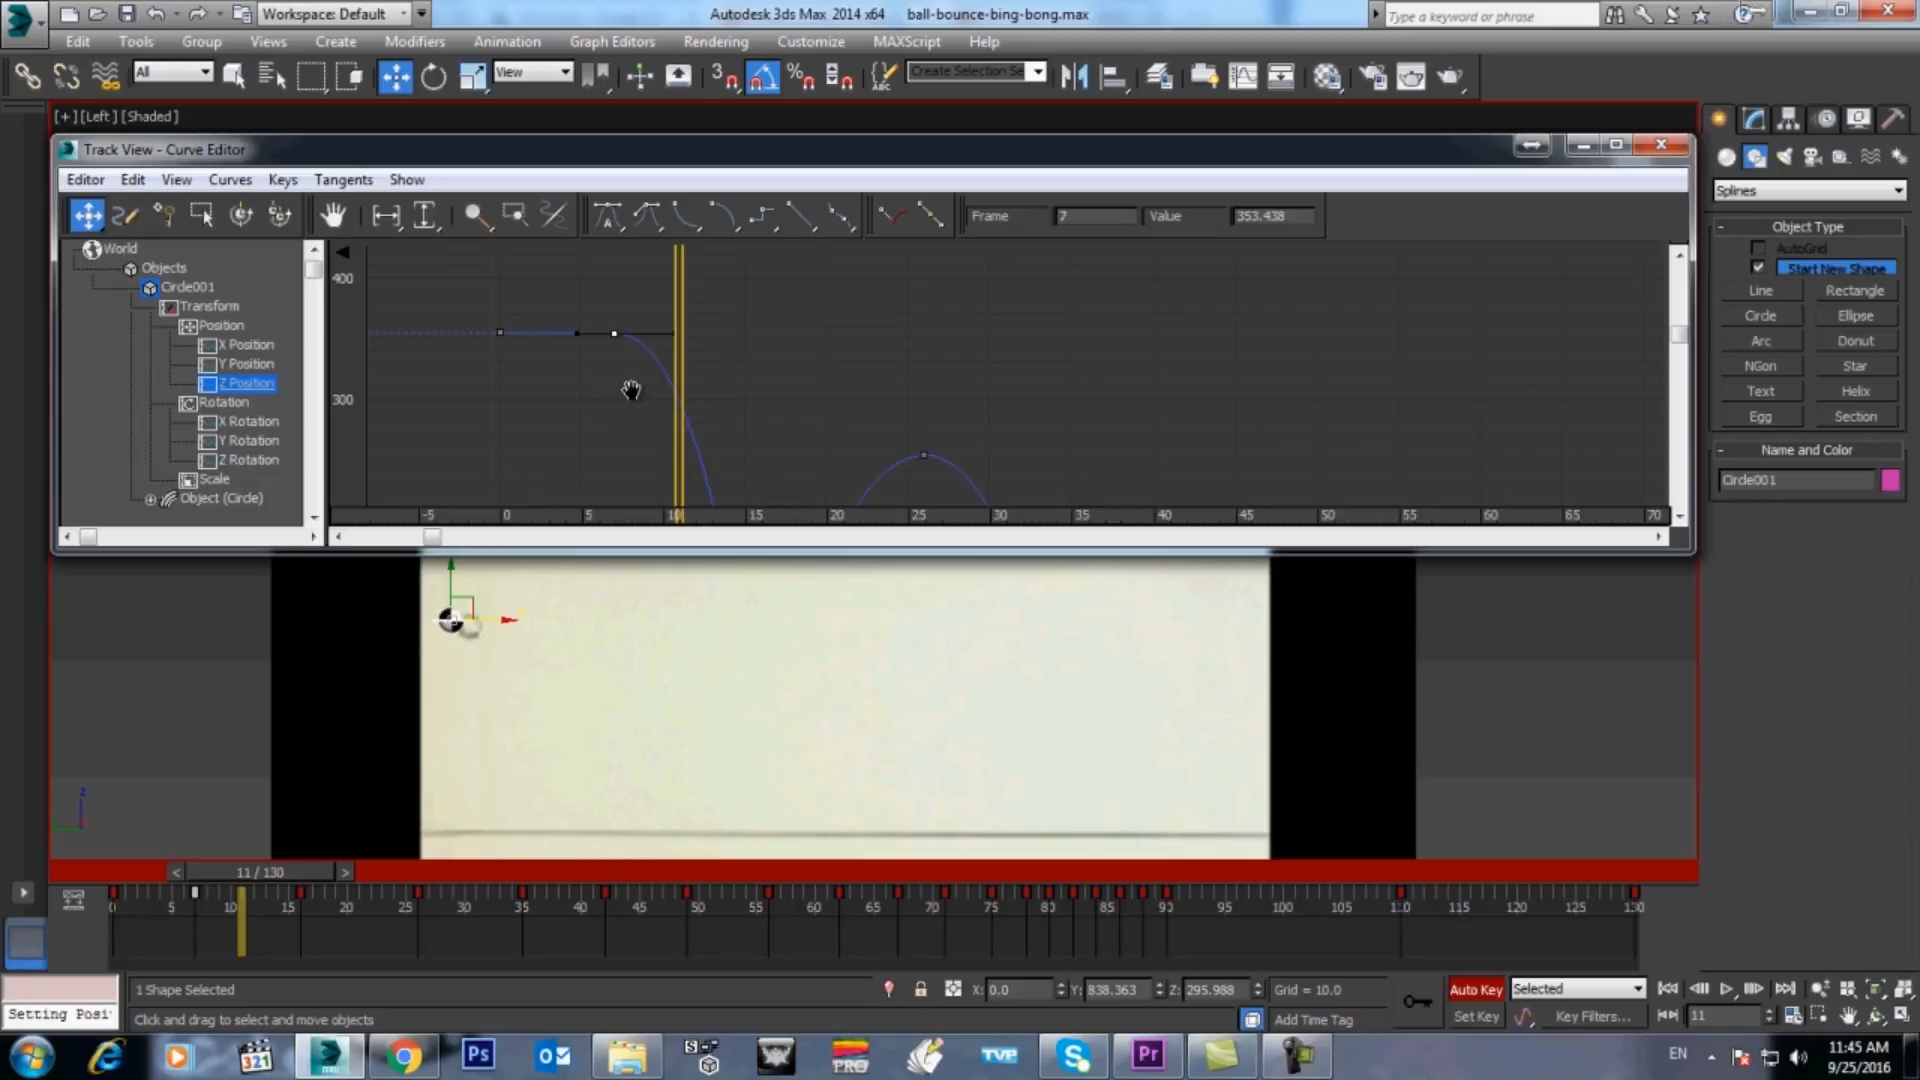 Workspace: Default
Autodesk 3ds Max 2014 x64 ball-bounce-bing-bong.max
Type a keyword or phrase
Edit Tools Group Views Create Modifiers Animation Graph Editors Rendering Customize MAXScript Help
All
View
3
%
ABC
Create Selection Se
[+] [Left] [Shaded]
Track View - Curve Editor
Editor Edit View Curves Keys Tangents Show
Frame 7 Value 353.438
World
Objects
Circle001
Transform
Position
X Position
Y Position
Z Position
Rotation
X Rotation
Y Rotation
Z Rotation
Scale
Object (Circle)
400
300
-5 0 5 10 15 20 25 30 35 40 45 50 55 60 65 70
Splines
- Object Type
AutoGrid
Start New Shape
Line Rectangle
Circle Ellipse
Arc Donut
NGon Star
Text Helix
Egg Section
- Name and Color
Circle001
z
< 11 / 130 >
0 5 10 15 20 25 30 35 40 45 50 55 60 65 70 75 80 85 90 95 100 105 110 115 120 125 130
1 Shape Selected
X: 0.0 Y: 838.363 Z: 295.988 Grid = 10.0
Auto Key Selected
Setting Posi
Click and drag to select and move objects
Add Time Tag
Set Key Key Filters...
11
321
Ps
PRO
TVP
Pr
EN
11:45 AM
9/25/2016